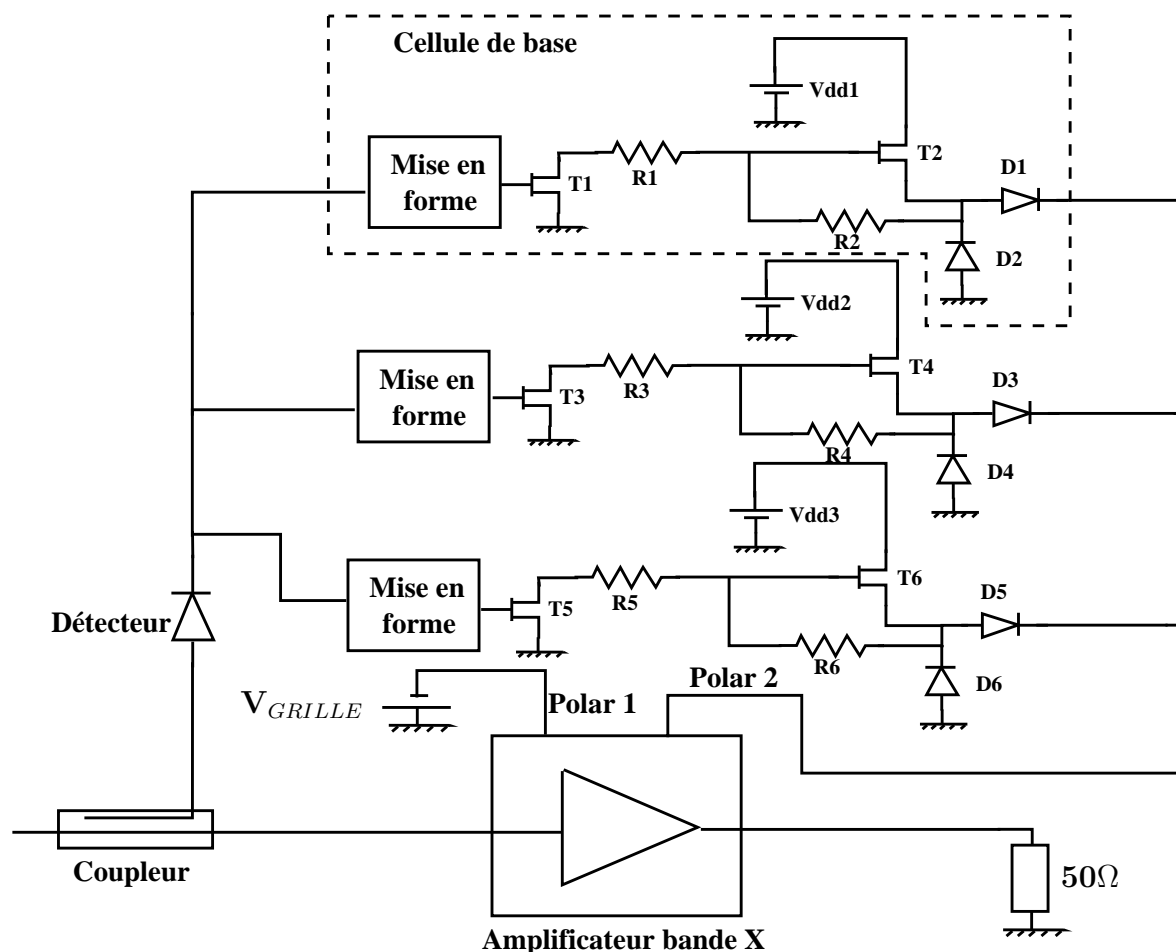 Cellule de base
Vdd1
Mise en
forme
T1
R1
T2
D1
R2
D2
Vdd2
Mise en
forme
T3
R3
T4
D3
R4
D4
Vdd3
Mise en
forme
T5
R5
T6
D5
R6
D6
Détecteur
V_GRILLE
Polar 1
Polar 2
Coupleur
50Ω
Amplificateur bande X